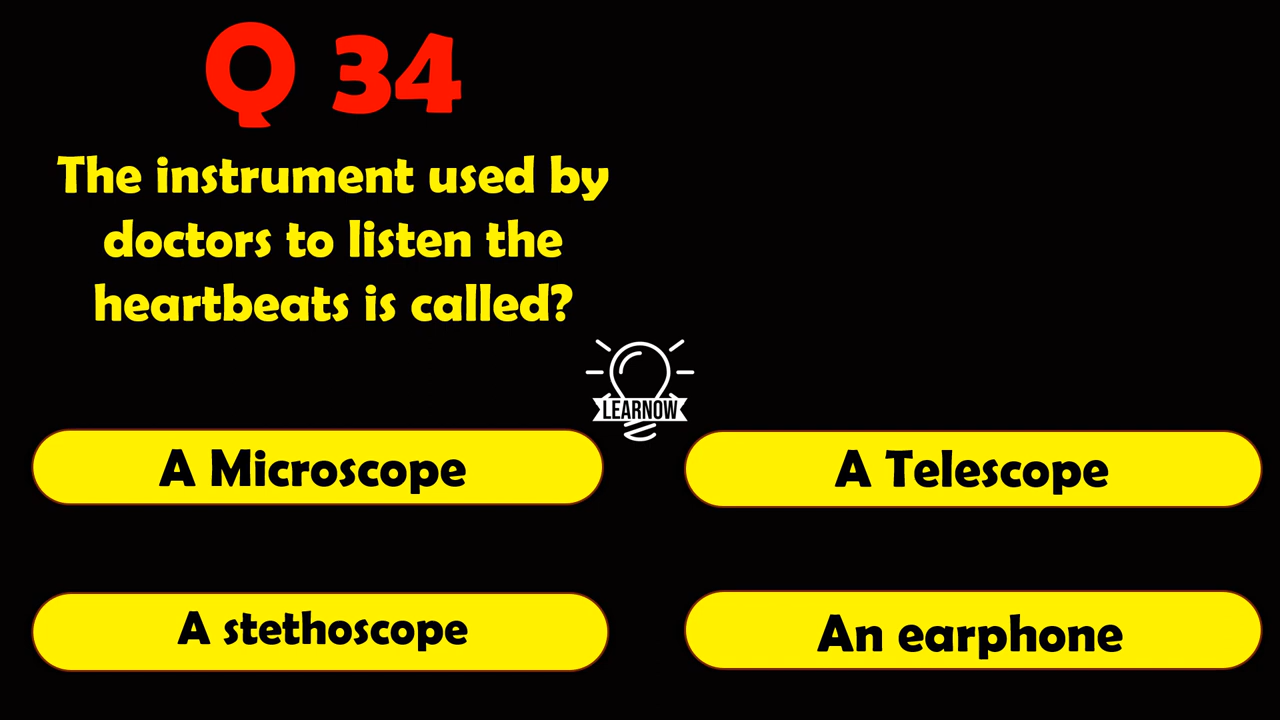 Q 34
The instrument used by
doctors to listen the
heartbeats is called?
LEARNOW
A Microscope
A Telescope
A stethoscope
An earphone